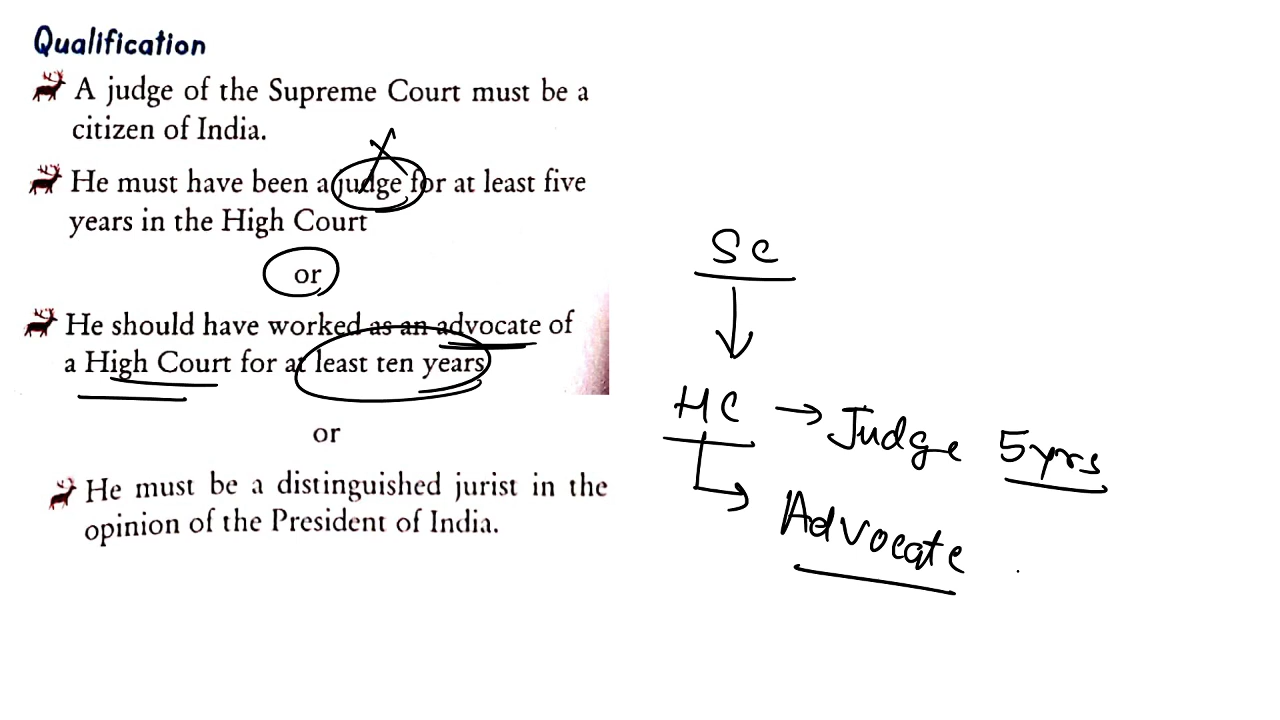 Qualification
A judge of the Supreme Court must be a
citizen of India.
He must have been a judge for at least five
years in the High Court
or
He should have worked as an advocate of
a High Court for at least ten years
or
He must be a distinguished jurist in the
opinion of the President of India.
SC
HC → Judge 5yrs
Advocate